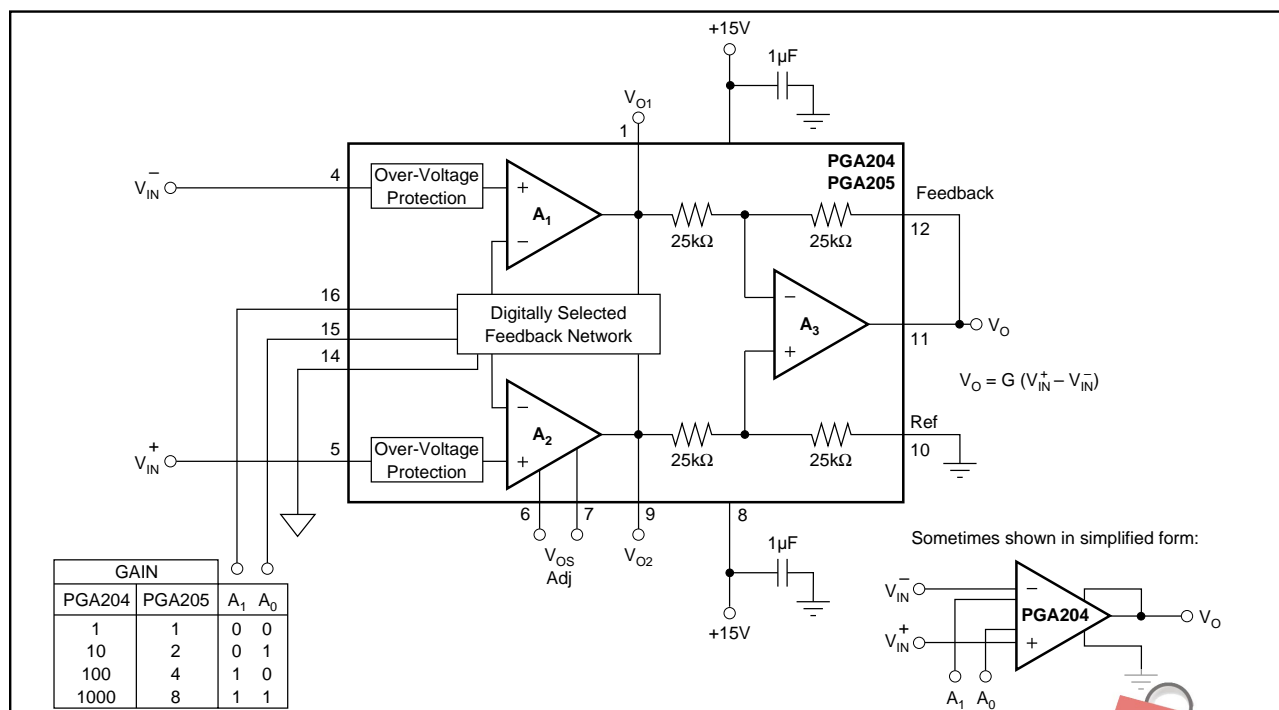 +15V
1µF
V_O1
1
PGA204
PGA205
V_IN^−
4
Over-Voltage
Protection
+
A_1
−
25kΩ
25kΩ
Feedback
12
16
15
14
Digitally Selected
Feedback Network
−
A_3
+
11
V_O
V_O = G (V_IN^+ – V_IN^−)
V_IN^+
5
Over-Voltage
Protection
−
A_2
+
25kΩ
25kΩ
Ref
10
6
7
9
8
V_OS
Adj
V_O2
1µF
+15V
GAIN
PGA204 PGA205 A_1 A_0
1 1 0 0
10 2 0 1
100 4 1 0
1000 8 1 1
Sometimes shown in simplified form:
V_IN^−
−
PGA204
V_O
V_IN^+
+
A_1 A_0